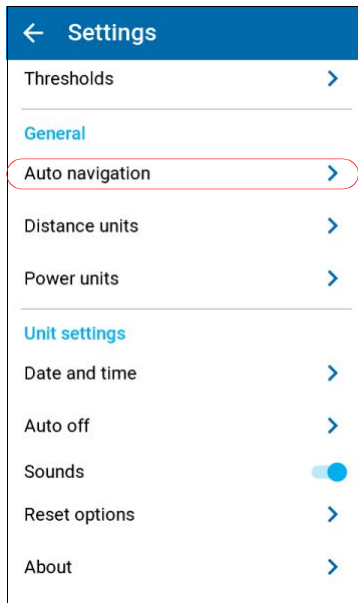 Settings
Thresholds
General
Auto navigation
Distance units
Power units
Unit settings
Date and time
Auto off
Sounds
Reset options
About